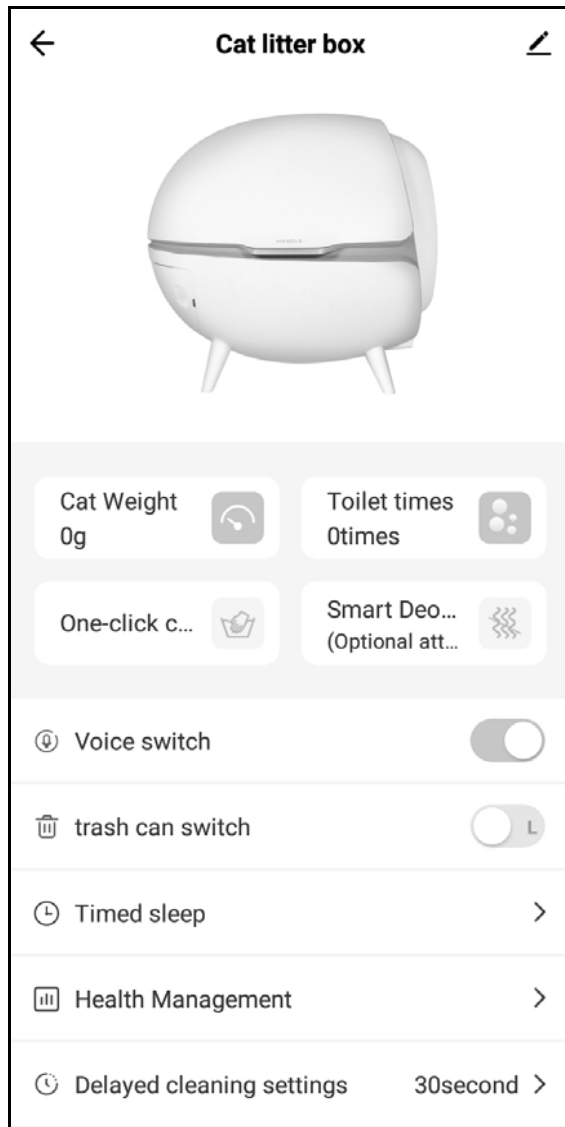 Cat litter box
Cat Weight
0g
Toilet times
0times
One-click c...
Smart Deo...
(Optional att...
Voice switch
trash can switch
L
Timed sleep
Health Management
Delayed cleaning settings
30second